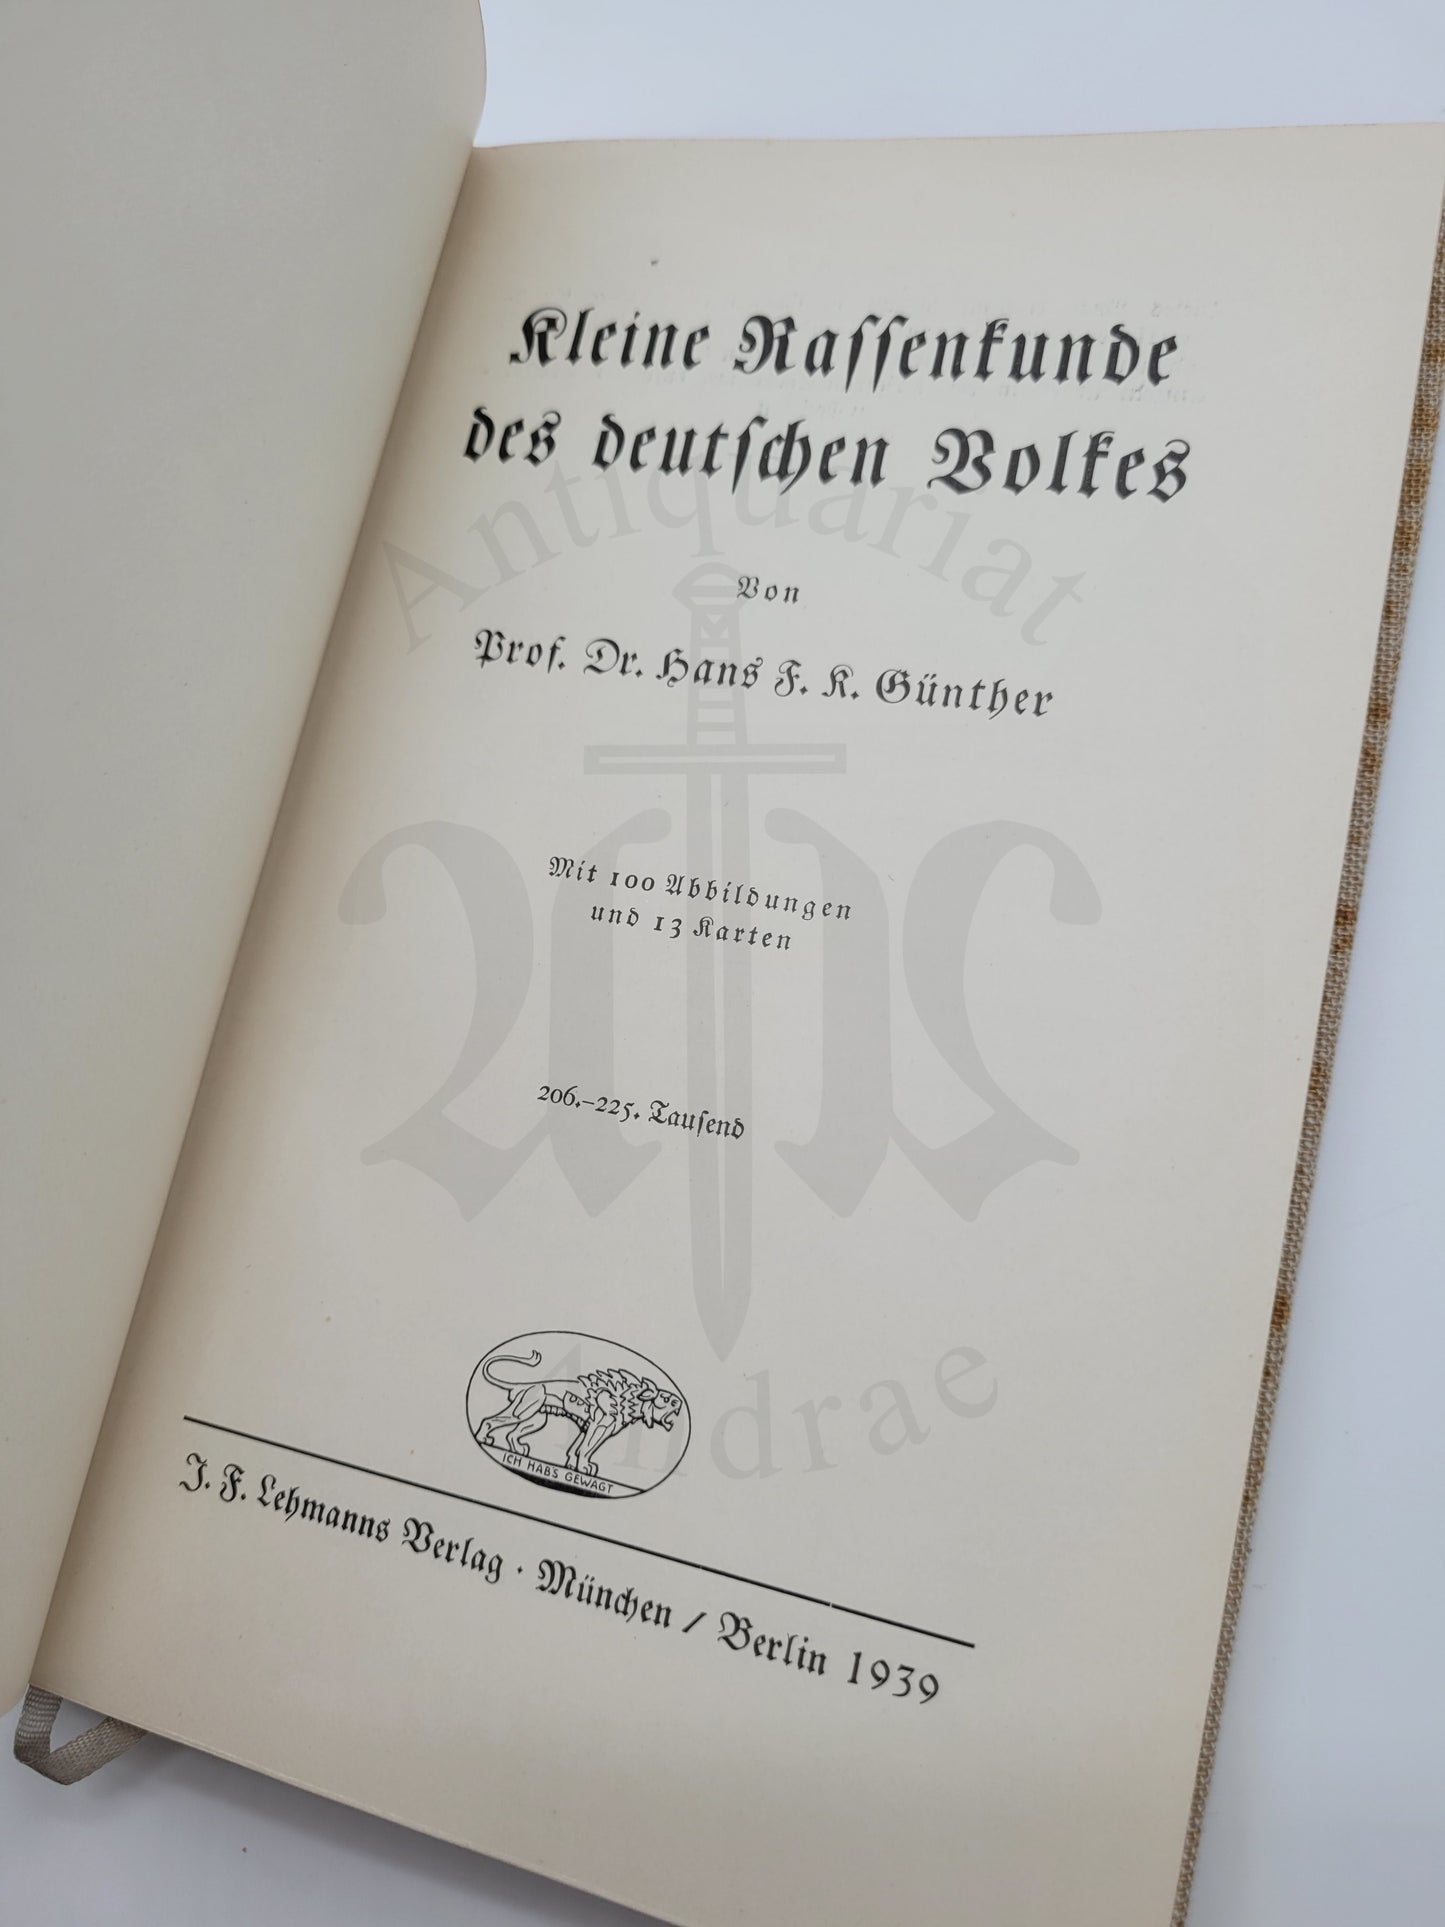 Kleine Rassenkunde
des deutschen Volkes
Von
Prof. Dr. Hans F. K. Günther
Mit 100 Abbildungen
und 13 Karten
206.–225. Tausend
ICH HAB'S GEWAGT
J. F. Lehmanns Verlag · München / Berlin 1939
Antiquariat
Andrae